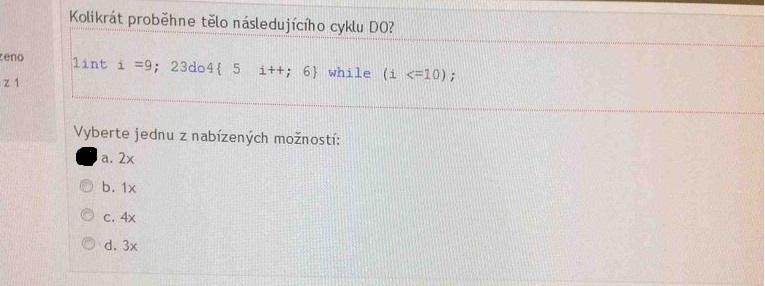 Kolikrát proběhne tělo následujícího cyklu DO?
zeno
1int i =9; 23do4{ 5 i++; 6} while (i <=10);
z 1
Vyberte jednu z nabízených možností:
a. 2x
b. 1x
c. 4x
d. 3x